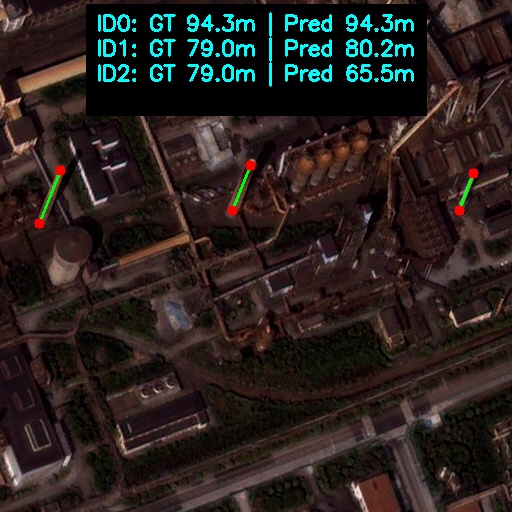 ID0: GT 94.3m | Pred 94.3m
ID1: GT 79.0m | Pred 80.2m
ID2: GT 79.0m | Pred 65.5m